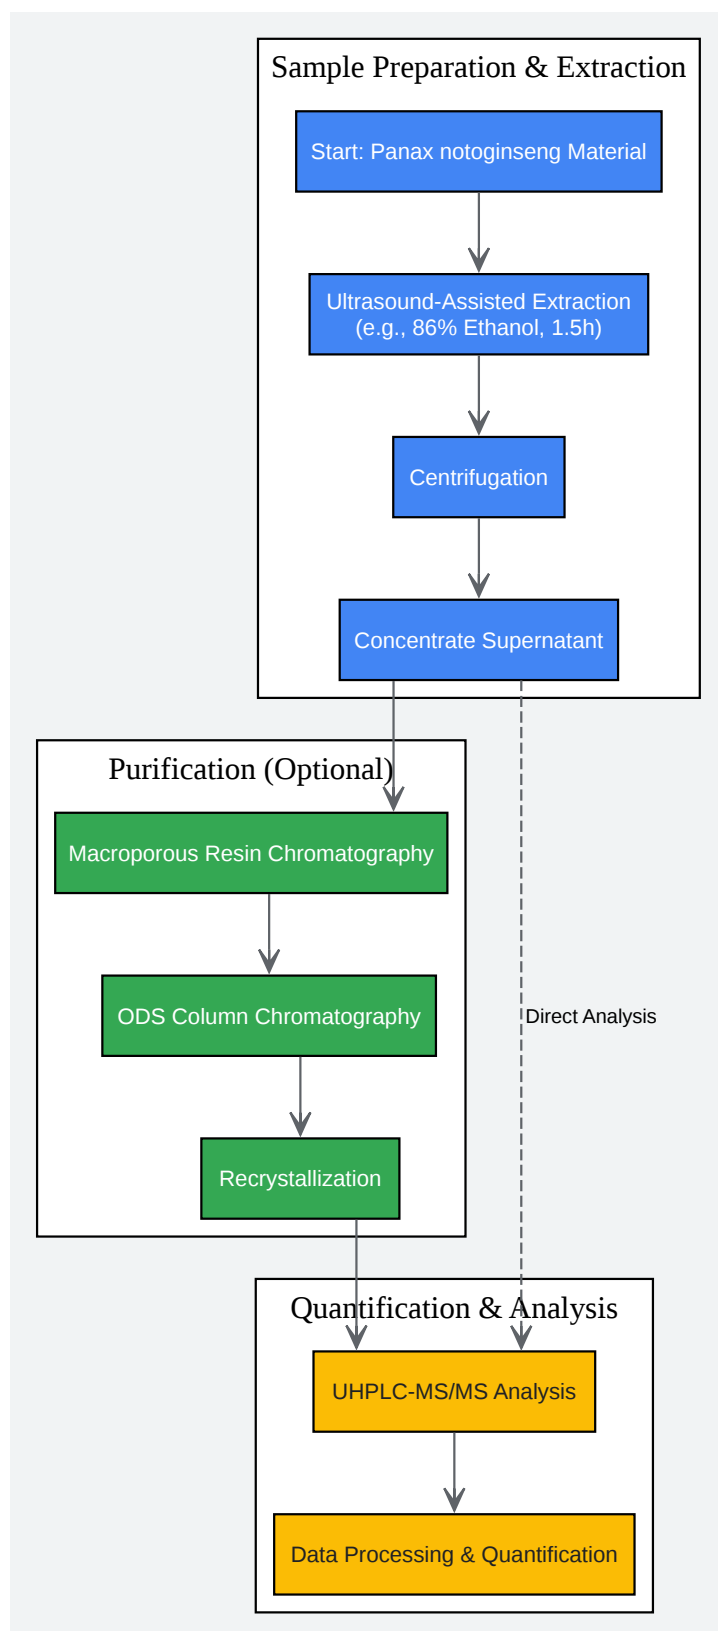 Sample Preparation & Extraction
Start: Panax notoginseng Material
Ultrasound-Assisted Extraction
(e.g., 86% Ethanol, 1.5h)
Centrifugation
Concentrate Supernatant
Purification (Optional)
Macroporous Resin Chromatography
ODS Column Chromatography
Direct Analysis
Recrystallization
Quantification & Analysis
UHPLC-MS/MS Analysis
Data Processing & Quantification